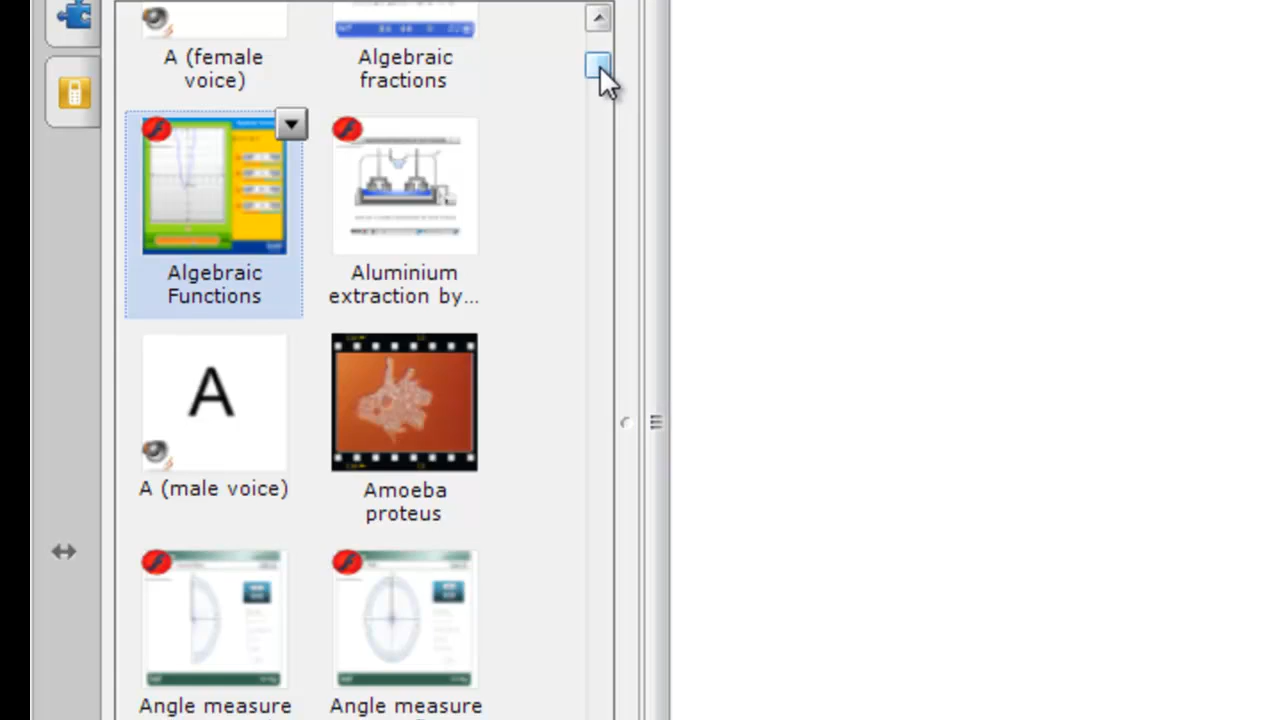 A (female
voice)
Algebraic
fractions
Algebraic
Functions
Aluminium
extraction by...
A
A (male voice)
Amoeba
proteus
Angle measure
Angle measure